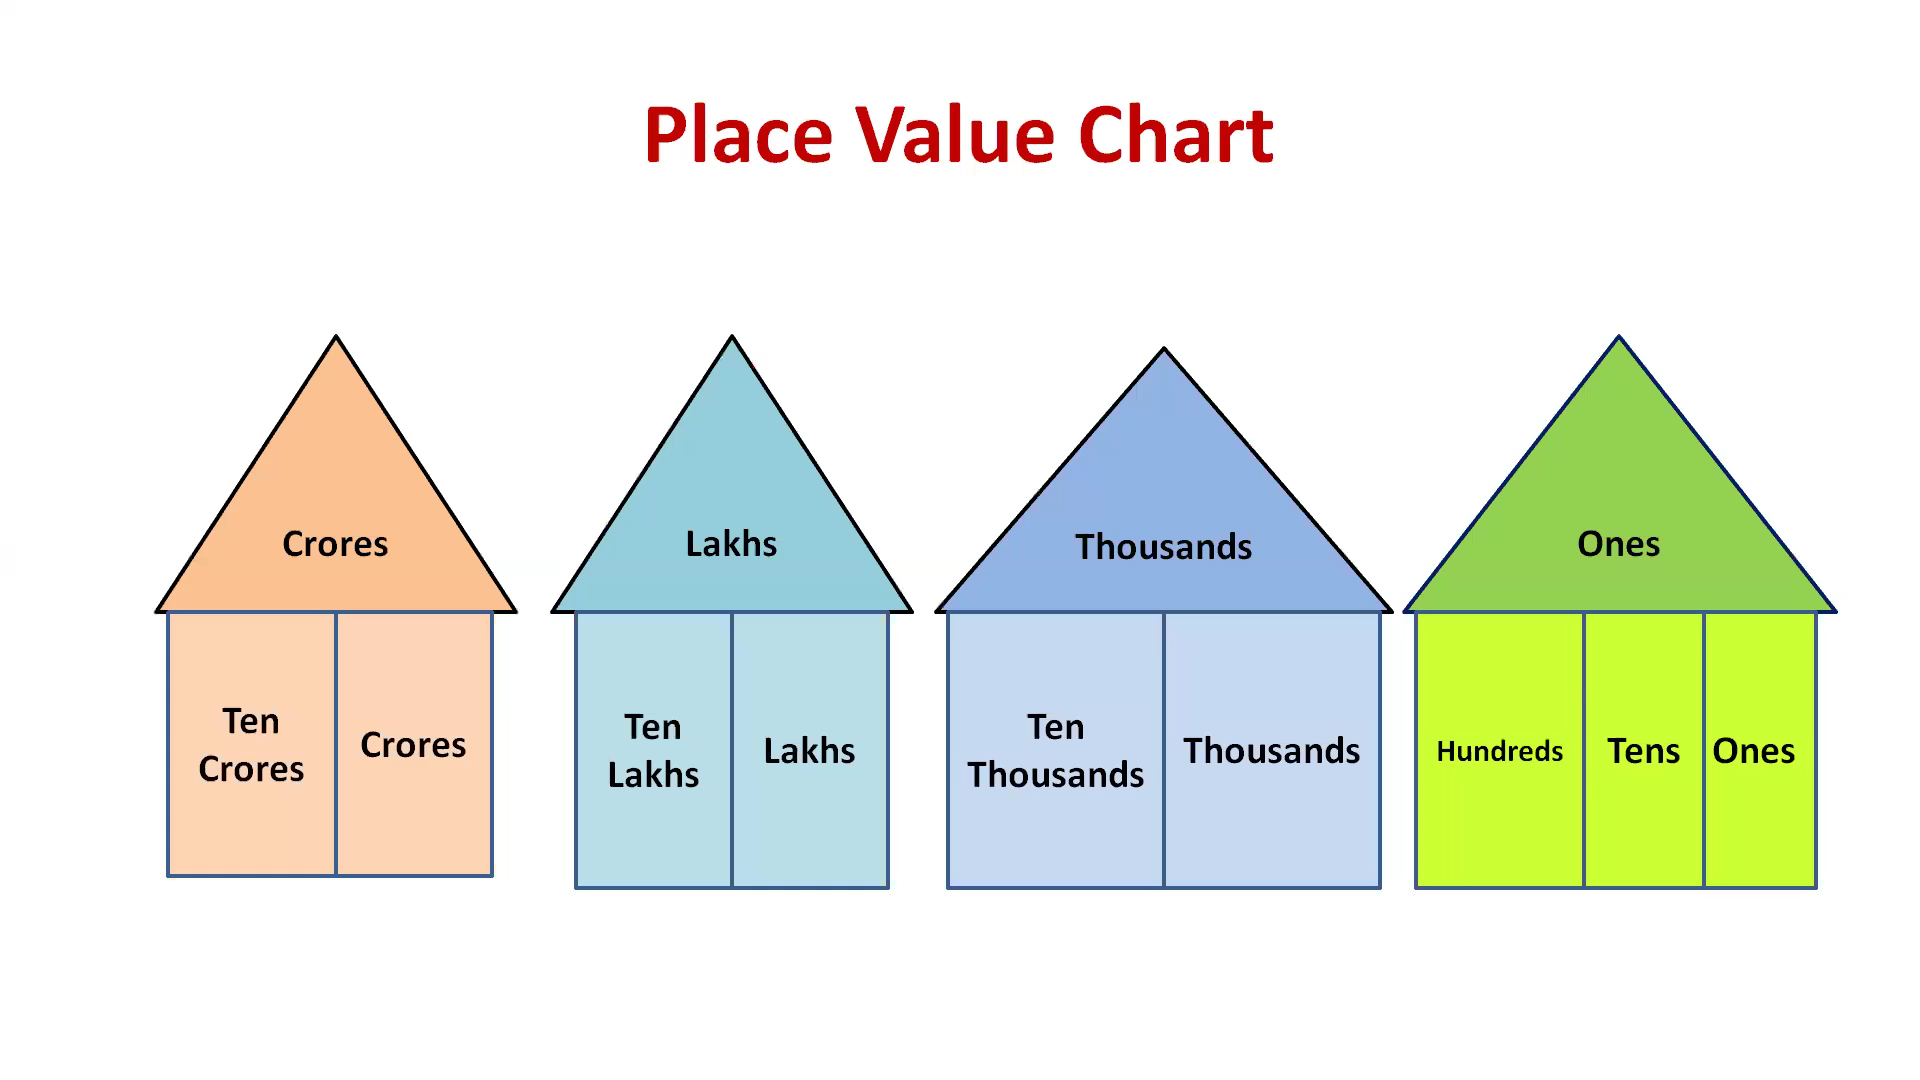 Place Value Chart
Crores
Lakhs
Thousands
Ones
Ten
Crores
Crores
Ten
Lakhs
Lakhs
Ten
Thousands
Thousands
Hundreds
Tens
Ones